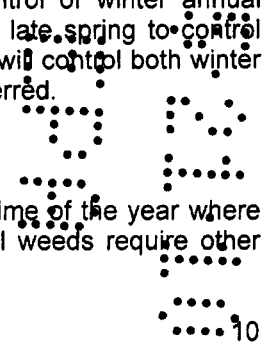 ntrol of winter annual
late spring to control
will control both winter
erred.
ime of the year where
l weeds require other
10